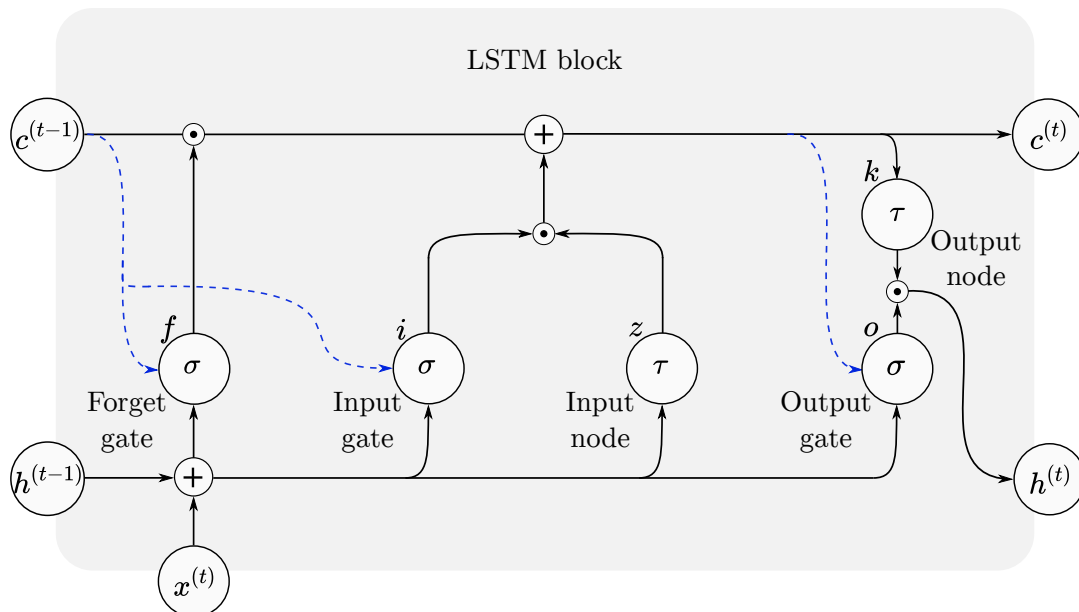 LSTM block
c^{(t−1)}
+
c^{(t)}
k
τ
Output
node
f
σ
i
σ
z
τ
o
σ
Forget
gate
Input
gate
Input
node
Output
gate
h^{(t−1)}
+
h^{(t)}
x^{(t)}